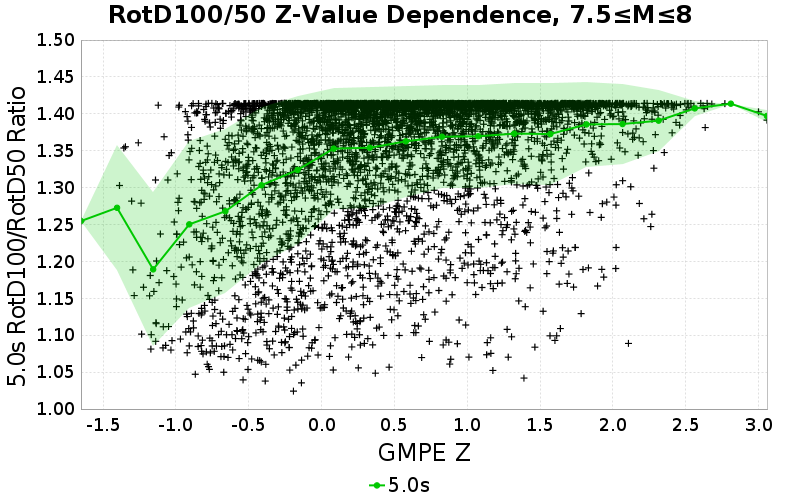 RotD100/50 Z-Value Dependence, 7.5≤M≤8
5.0s RotD100/RotD50 Ratio
1.50
1.45
1.40
1.35
1.30
1.25
1.20
1.15
1.10
1.05
1.00
-1.5 -1.0 -0.5 0.0 0.5 1.0 1.5 2.0 2.5 3.0
GMPE Z
5.0s